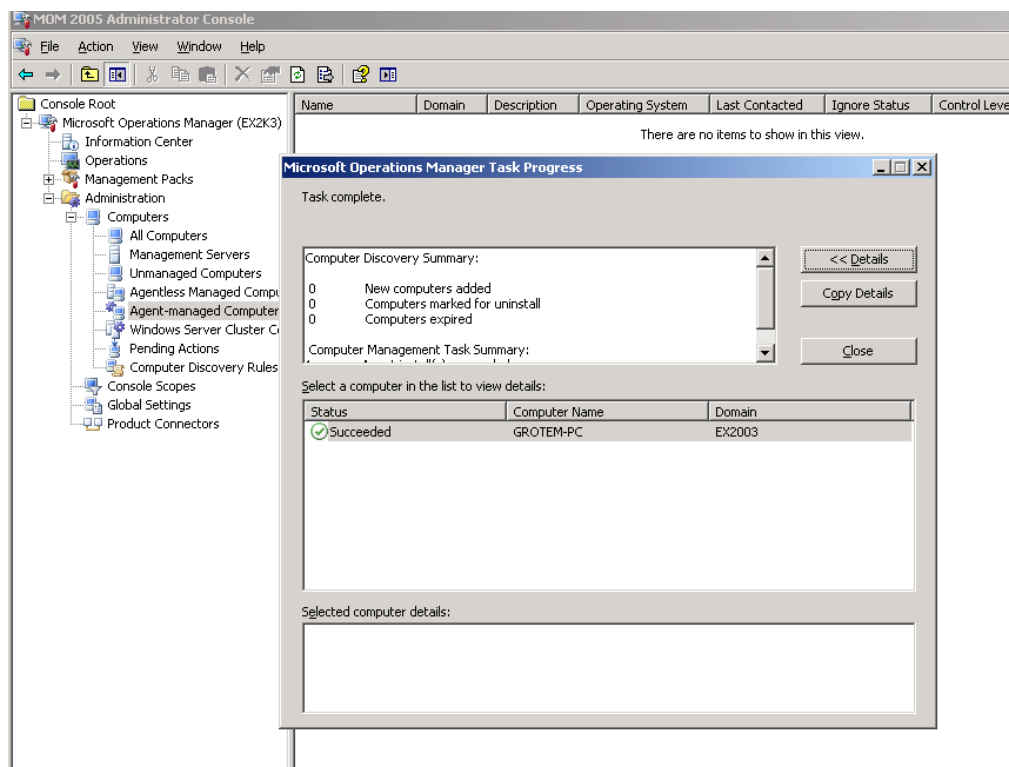 MOM 2005 Administrator Console
File Action View Window Help
Console Root
Microsoft Operations Manager (EX2K3)
Information Center
Operations
Management Packs
Administration
Computers
All Computers
Management Servers
Unmanaged Computers
Agentless Managed Compu
Agent-managed Computer
Windows Server Cluster Co
Pending Actions
Computer Discovery Rules
Console Scopes
Global Settings
Product Connectors
Name Domain Description Operating System Last Contacted Ignore Status Control Leve
There are no items to show in this view.
Microsoft Operations Manager Task Progress
Task complete.
Computer Discovery Summary:
0 New computers added
0 Computers marked for uninstall
0 Computers expired
Computer Management Task Summary:
<< Details
Copy Details
Close
Select a computer in the list to view details:
Status Computer Name Domain
Succeeded GROTEM-PC EX2003
Selected computer details: